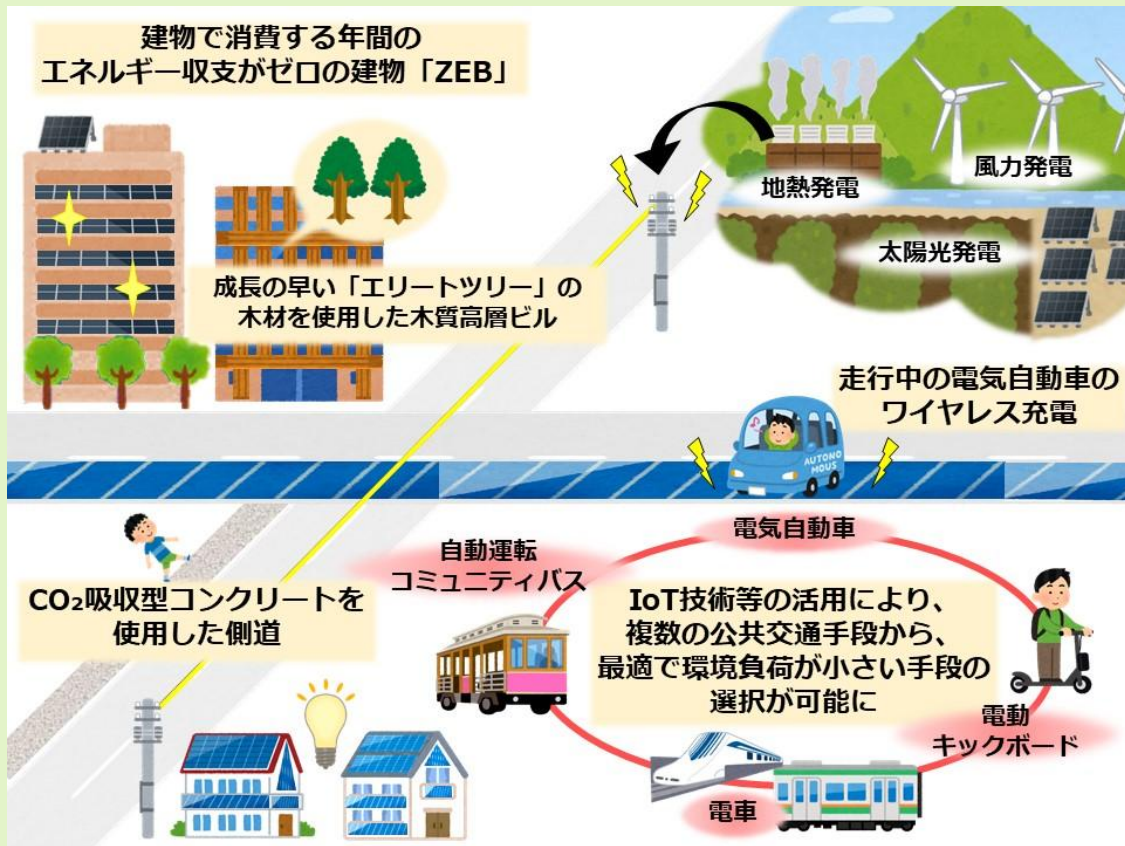 建物で消費する年間の
エネルギー収支がゼロの建物「ZEB」
地熱発電
風力発電
太陽光発電
成長の早い「エリートツリー」の
木材を使用した木質高層ビル
走行中の電気自動車の
ワイヤレス充電
AUTONO
MOUS
CO₂吸収型コンクリートを
使用した側道
自動運転
コミュニティバス
電気自動車
IoT技術等の活用により、
複数の公共交通手段から、
最適で環境負荷が小さい手段の
選択が可能に
電動
キックボード
電車